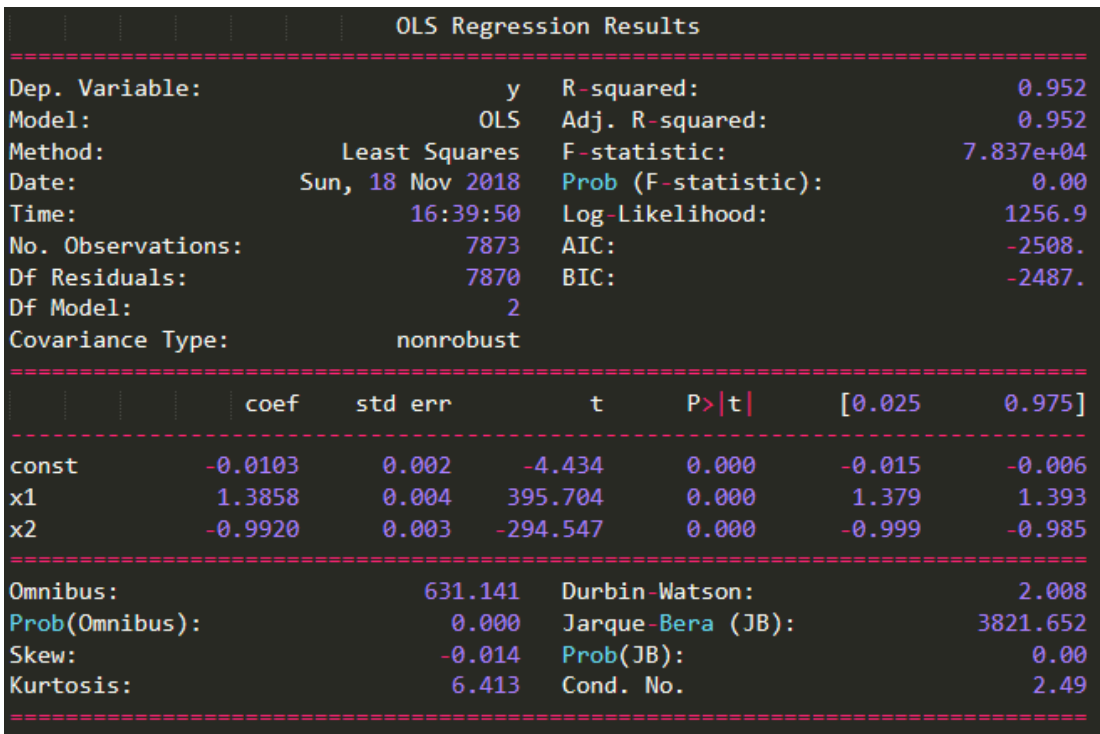 OLS Regression Results
==============================================================================
Dep. Variable: y R-squared: 0.952
Model: OLS Adj. R-squared: 0.952
Method: Least Squares F-statistic: 7.837e+04
Date: Sun, 18 Nov 2018 Prob (F-statistic): 0.00
Time: 16:39:50 Log-Likelihood: 1256.9
No. Observations: 7873 AIC: -2508.
Df Residuals: 7870 BIC: -2487.
Df Model: 2
Covariance Type: nonrobust
==============================================================================
coef std err t P>|t| [0.025 0.975]
------------------------------------------------------------------------------
const -0.0103 0.002 -4.434 0.000 -0.015 -0.006
x1 1.3858 0.004 395.704 0.000 1.379 1.393
x2 -0.9920 0.003 -294.547 0.000 -0.999 -0.985
==============================================================================
Omnibus: 631.141 Durbin-Watson: 2.008
Prob(Omnibus): 0.000 Jarque-Bera (JB): 3821.652
Skew: -0.014 Prob(JB): 0.00
Kurtosis: 6.413 Cond. No. 2.49
==============================================================================